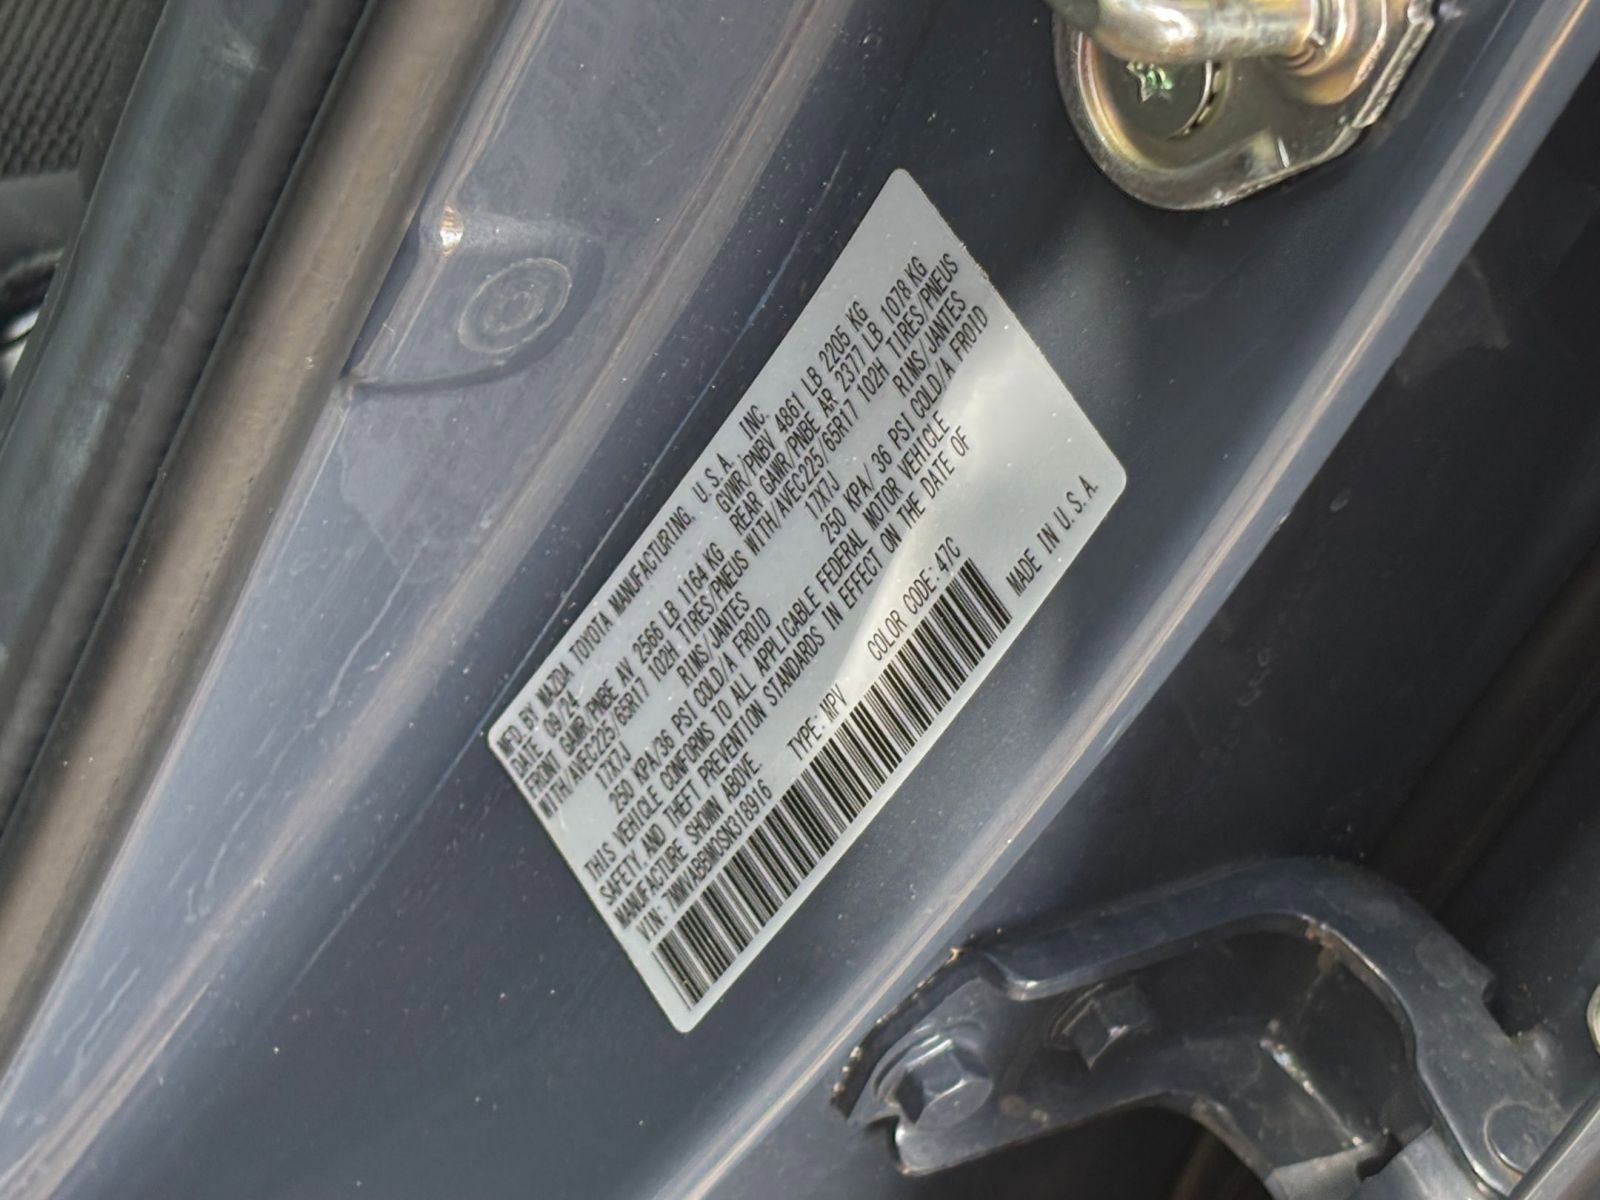 MFD BY MAZDA TOYOTA MANUFACTURING, U.S.A., INC.
DATE 09/24 GVWR/PNBV 4861 LB 2205 KG
FRONT GAWR/PNBE AV 2566 LB 1164 KG REAR GAWR/PNBE AR 2377 LB 1078 KG
WITH/AVEC225/65R17 102H TIRES/PNEUS WITH/AVEC225/65R17 102H TIRES/PNEUS
17X7J RIMS/JANTES 17X7J RIMS/JANTES
250 KPA/36 PSI COLD/A FROID 250 KPA/ 36 PSI COLD/A FROID
THIS VEHICLE CONFORMS TO ALL APPLICABLE FEDERAL MOTOR VEHICLE
SAFETY,AND THEFT PREVENTION STANDARDS IN EFFECT ON THE DATE OF
MANUFACTURE SHOWN ABOVE
VIN: 7MMVABBM0SN318916 TYPE: MPV COLOR CODE: 47C
MADE IN U.S.A.